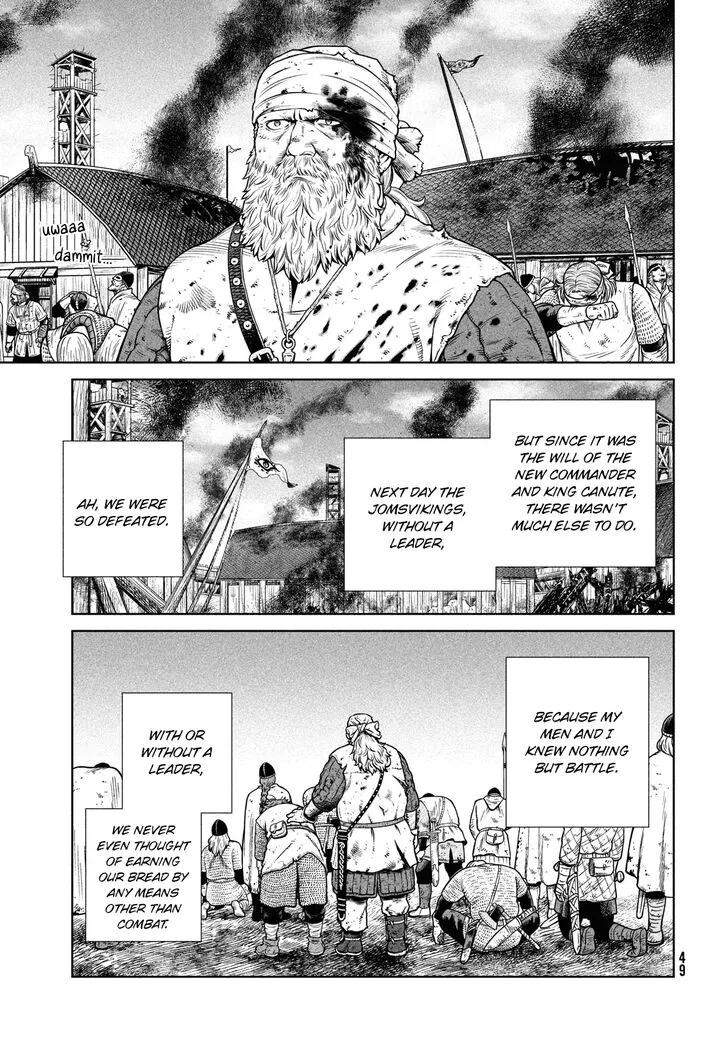 uwaaa
dammit...
BUT SINCE IT WAS
THE WILL OF THE
NEW COMMANDER
AND KING CANUTE,
THERE WASN'T
MUCH ELSE TO DO.
NEXT DAY THE
JOMSVIKINGS,
WITHOUT A
LEADER,
AH, WE WERE
SO DEFEATED.
BECAUSE MY
MEN AND I
KNEW NOTHING
BUT BATTLE.
WITH OR
WITHOUT A
LEADER,
WE NEVER
EVEN THOUGHT
OF EARNING
OUR BREAD BY
ANY MEANS
OTHER THAN
COMBAT.
49